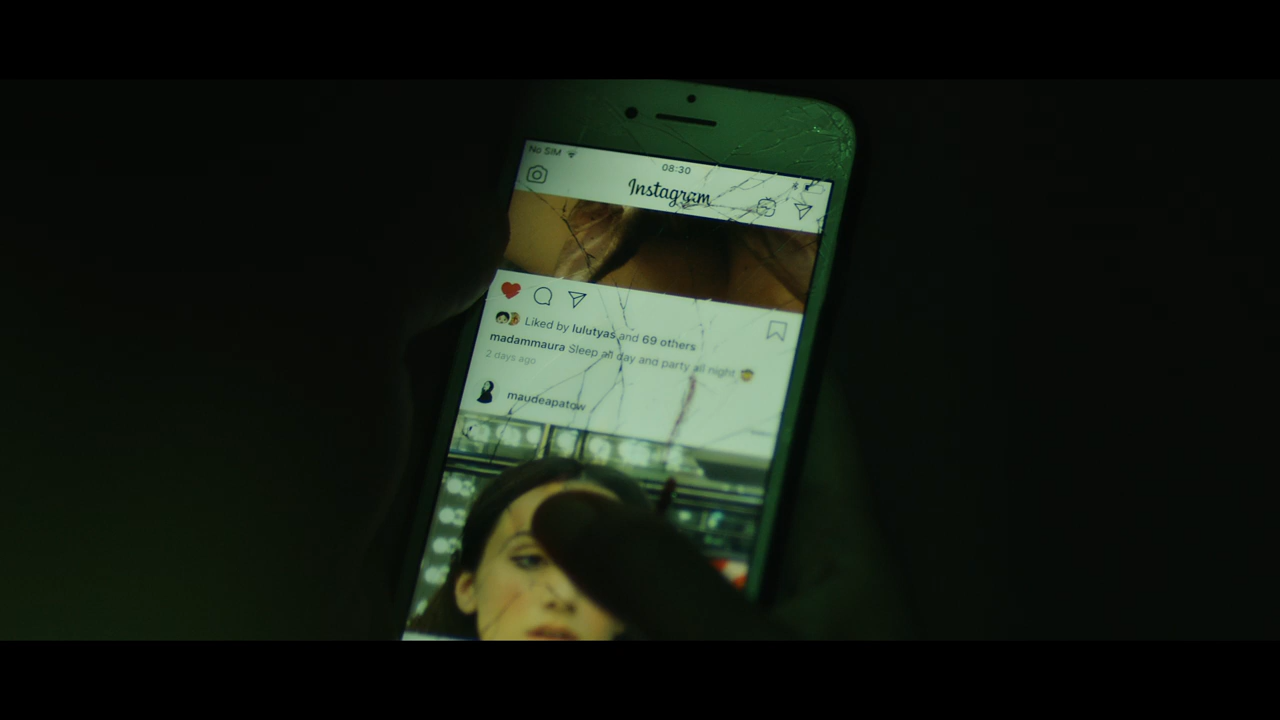 No SIM
08:30
Instagram
Liked by lulutyas and 69 others
madammaura Sleep all day and party all night
2 days ago
maudeapatow